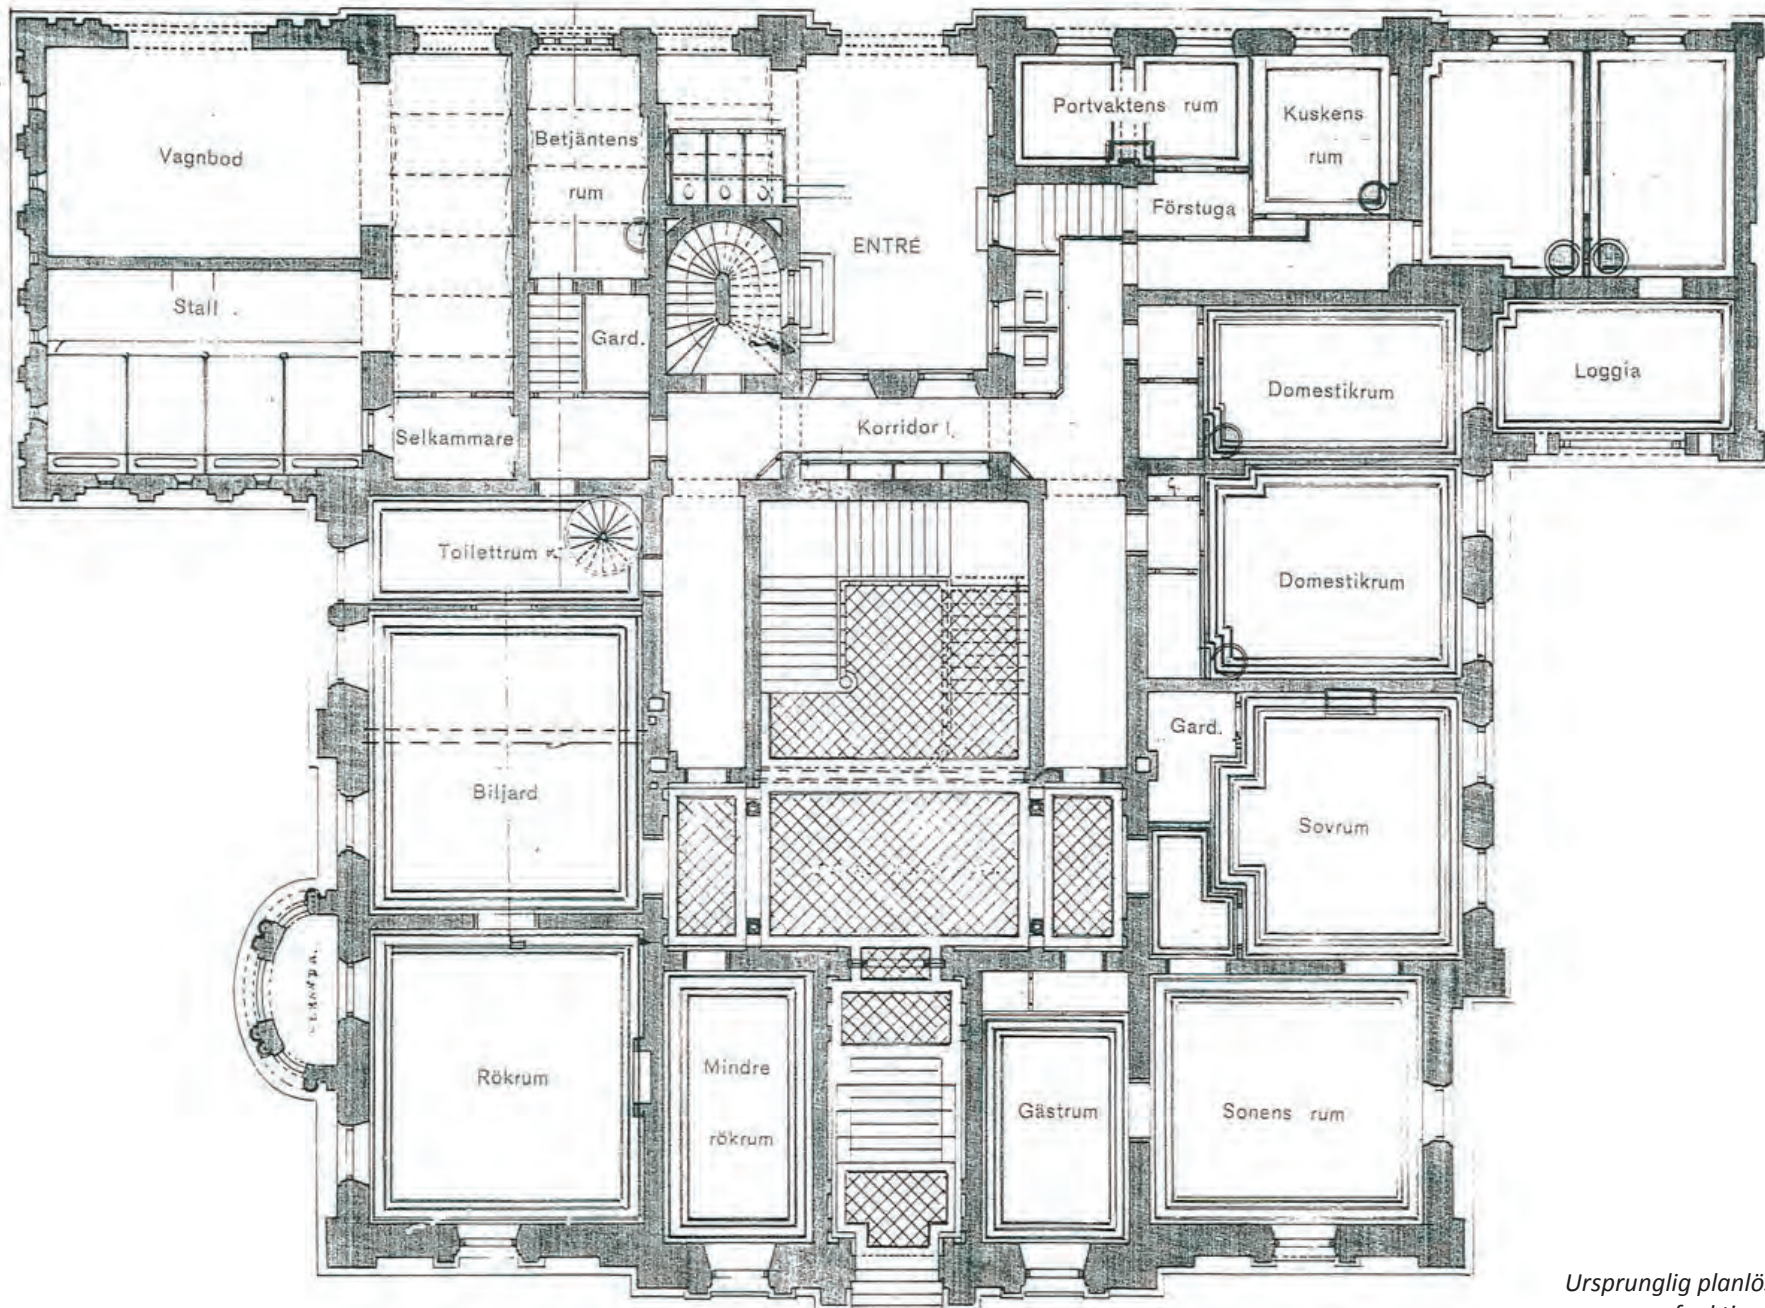 Vagnbod
Betjäntens
rum
Portvaktens rum
Kuskens
rum
Förstuga
ENTRÉ
Stall
Gard.
Domestikrum
Loggia
Selkammare
Korridor
Toilettrum
Domestikrum
Gard.
Biljard
Sovrum
Rökrum
Mindre
rökrum
Gästrum
Sonens rum
Ursprunglig planlö